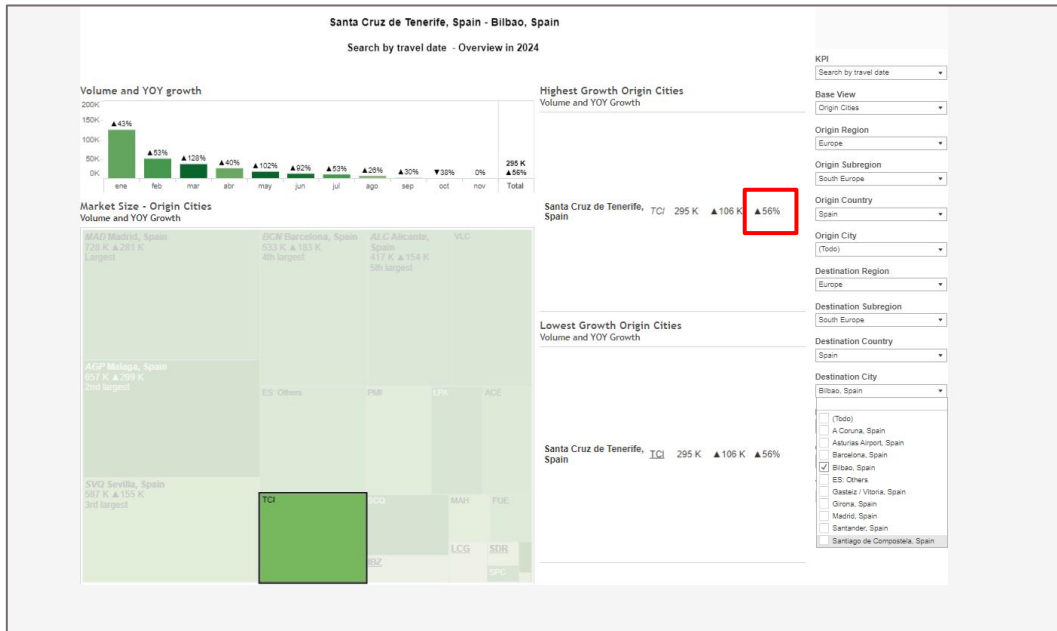 Santa Cruz de Tenerife, Spain - Bilbao, Spain
Search by travel date - Overview in 2024
Volume and YOY growth
200K
150K
100K
50K
0K
▲43%
▲53%
▲128%
▲40%
▲102%
▲92%
▲53%
▲26%
▲30%
▼38%
0%
295 K
▲56%
ene feb mar abr may jun jul ago sep oct nov Total
Market Size - Origin Cities
Volume and YOY Growth
MAD Madrid, Spain
728 K ▲281 K
Largest
BCN Barcelona, Spain
533 K ▲183 K
4th largest
ALC Alicante, Spain
417 K ▲154 K
5th largest
VLC
AGP Malaga, Spain
657 K ▲299 K
2nd largest
ES: Others
PMI
LPA
ACE
SVQ Sevilla, Spain
587 K ▲155 K
3rd largest
TCI
MAH
FUE
IBZ
LCG
SDR
SPC
Highest Growth Origin Cities
Volume and YOY Growth
Santa Cruz de Tenerife, Spain TCI 295 K ▲106 K ▲56%
Lowest Growth Origin Cities
Volume and YOY Growth
Santa Cruz de Tenerife, Spain TCI 295 K ▲106 K ▲56%
KPI
Search by travel date
Base View
Origin Cities
Origin Region
Europe
Origin Subregion
South Europe
Origin Country
Spain
Origin City
(Todo)
Destination Region
Europe
Destination Subregion
South Europe
Destination Country
Spain
Destination City
Bilbao, Spain
(Todo)
A Coruna, Spain
Asturias Airport, Spain
Barcelona, Spain
Bilbao, Spain
ES: Others
Gasteiz / Vitoria, Spain
Girona, Spain
Madrid, Spain
Santander, Spain
Santiago de Compostela, Spain